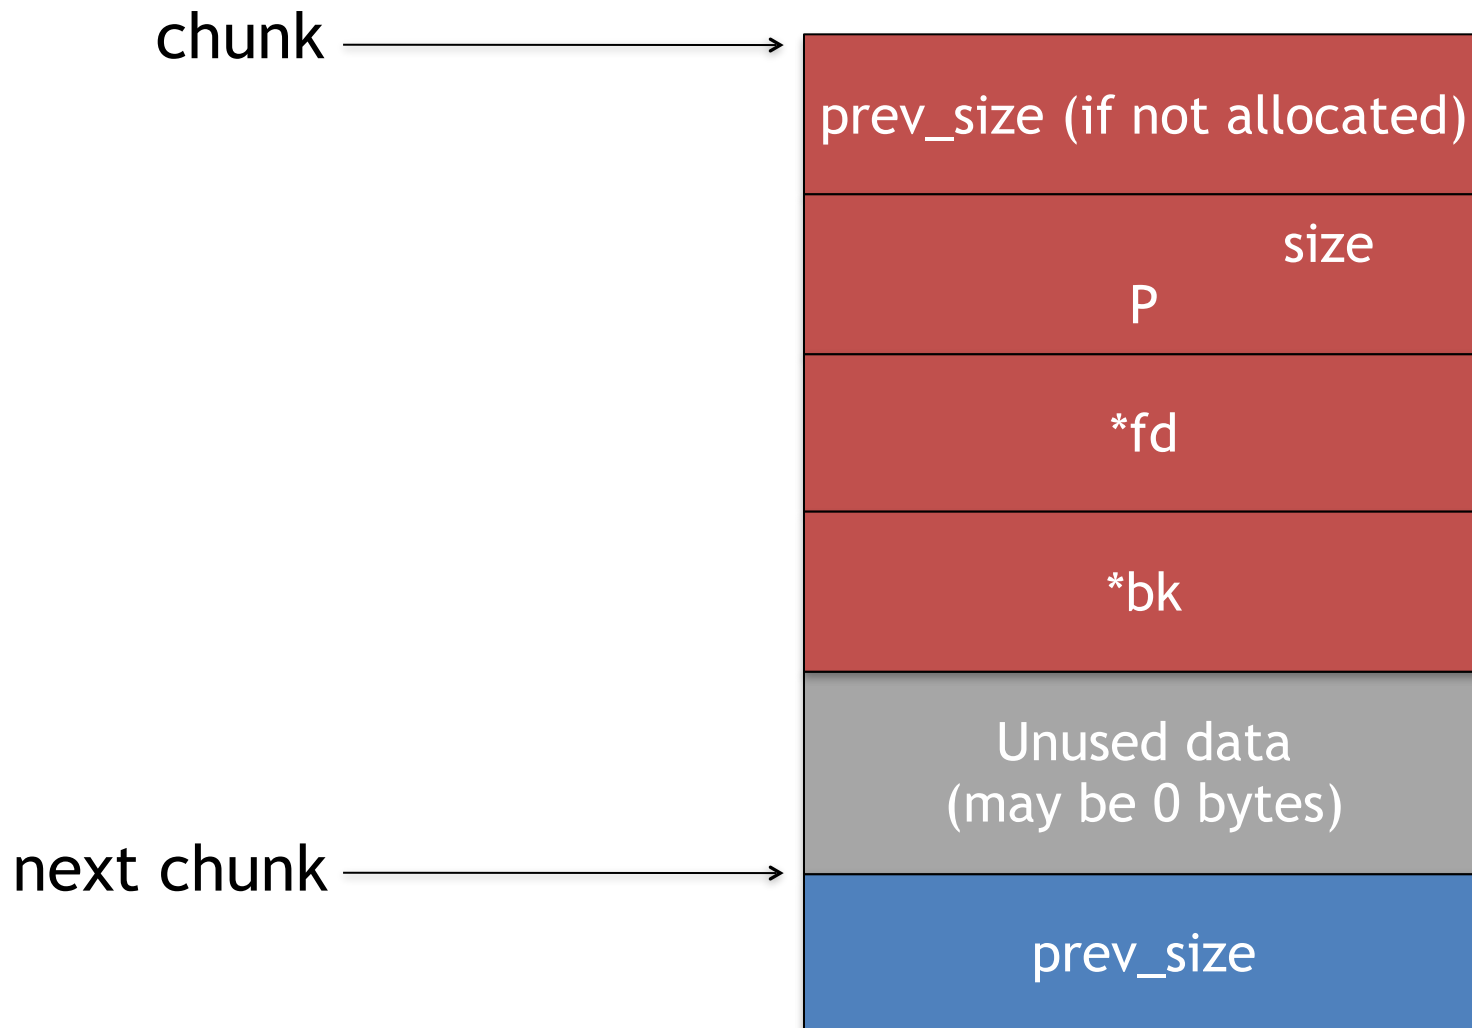 chunk
prev_size (if not allocated)
size
P
*fd
*bk
Unused data
(may be 0 bytes)
next chunk
prev_size